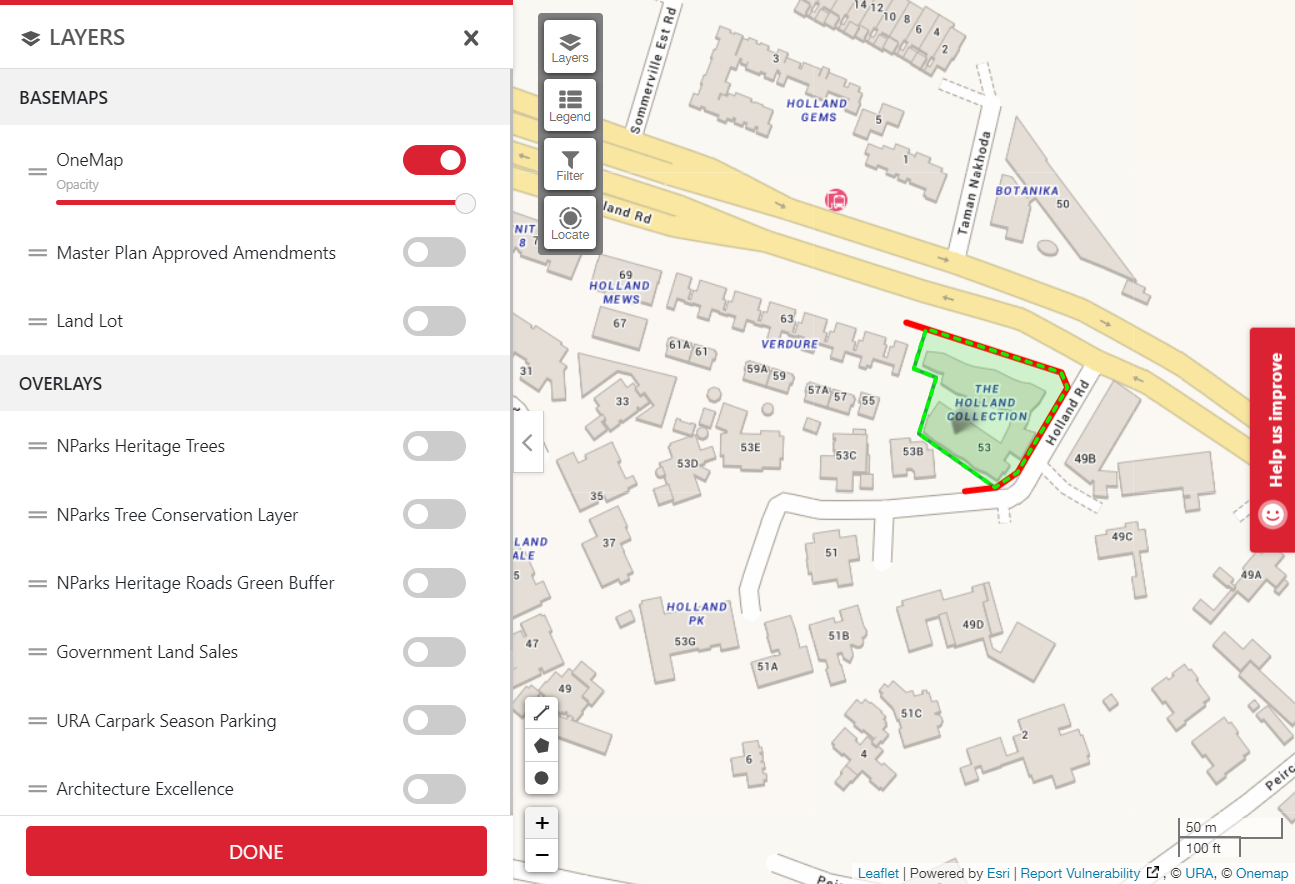 LAYERS
BASEMAPS
OneMap
Opacity
Master Plan Approved Amendments
Land Lot
OVERLAYS
NParks Heritage Trees
NParks Tree Conservation Layer
NParks Heritage Roads Green Buffer
Government Land Sales
URA Carpark Season Parking
Architecture Excellence
DONE
Layers
Legend
Filter
Locate
Sommerville Est Rd
14
12
10
8
6
4
2
3
HOLLAND
GEMS
5
1
Taman Nakhoda
BOTANIKA
50
land Rd
NIT
8
7
69
HOLLAND
MEWS
67
63
VERDURE
61A
61
59A
59
57A
57
55
31
33
THE
HOLLAND
COLLECTION
53
Holland Rd
53E
53C
53B
53D
49B
35
37
LAND
ALE
5
51
49C
49A
HOLLAND
PK
53G
51B
49D
47
51A
49
51C
2
4
6
Peirc
Pei
Help us improve
+
−
50 m
100 ft
Leaflet | Powered by Esri | Report Vulnerability , © URA, © Onemap